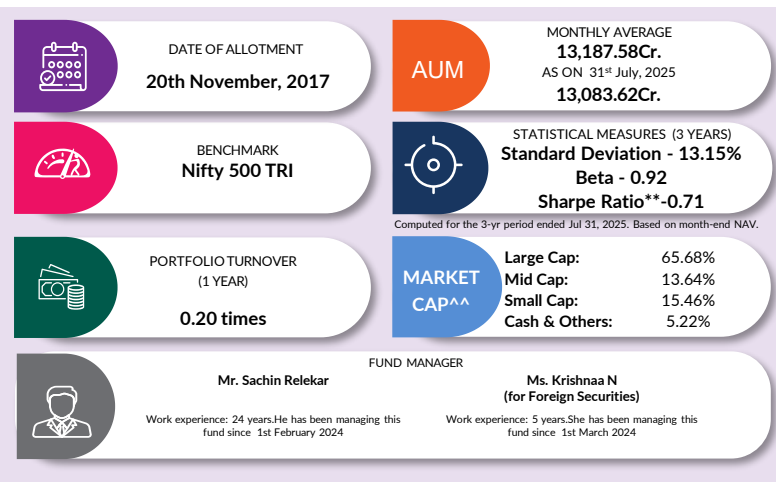 DATE OF ALLOTMENT
20th November, 2017
AUM
MONTHLY AVERAGE
13,187.58Cr.
AS ON 31st July, 2025
13,083.62Cr.
BENCHMARK
Nifty 500 TRI
STATISTICAL MEASURES (3 YEARS)
Standard Deviation - 13.15%
Beta - 0.92
Sharpe Ratio**-0.71
Computed for the 3-yr period ended Jul 31, 2025. Based on month-end NAV.
PORTFOLIO TURNOVER
(1 YEAR)
0.20 times
MARKET
CAP^^
Large Cap: 65.68%
Mid Cap: 13.64%
Small Cap: 15.46%
Cash & Others: 5.22%
FUND MANAGER
Mr. Sachin Relekar
Work experience: 24 years.He has been managing this
fund since 1st February 2024
Ms. Krishnaa N
(for Foreign Securities)
Work experience: 5 years.She has been managing this
fund since 1st March 2024